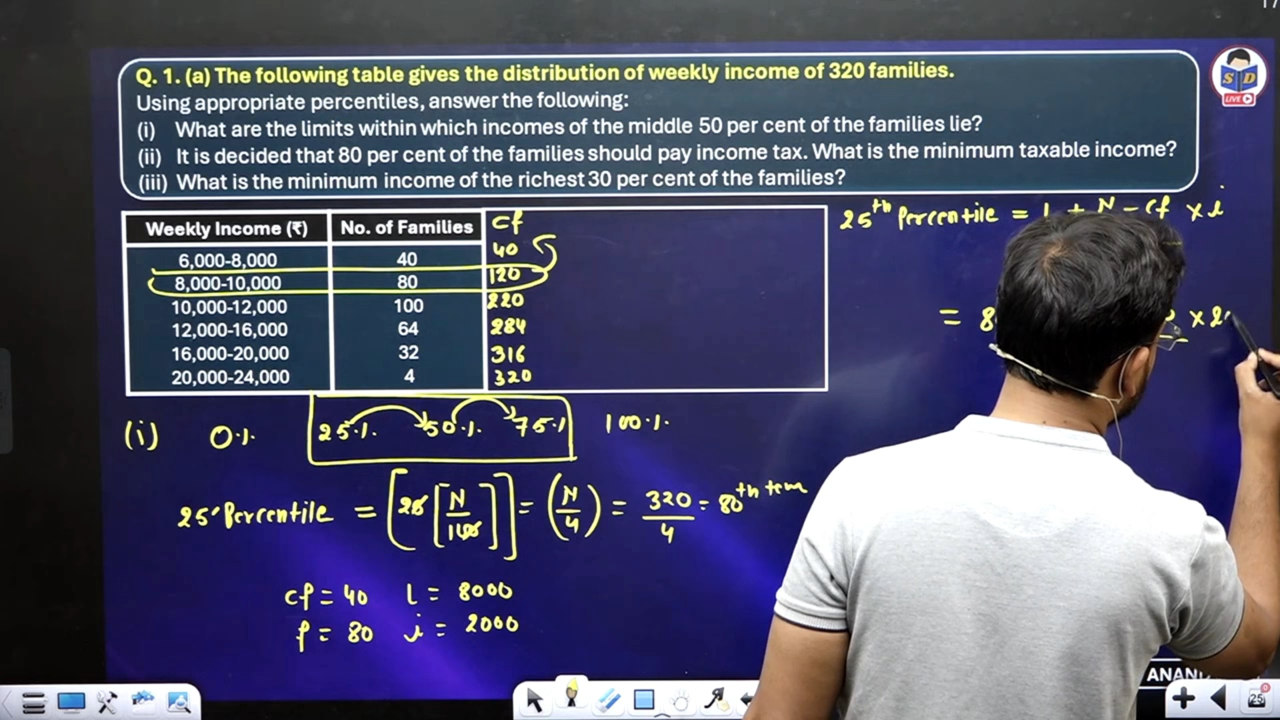 17
Q. 1. (a) The following table gives the distribution of weekly income of 320 families.
Using appropriate percentiles, answer the following:
(i) What are the limits within which incomes of the middle 50 per cent of the families lie?
(ii) It is decided that 80 per cent of the families should pay income tax. What is the minimum taxable income?
(iii) What is the minimum income of the richest 30 per cent of the families?
S D
LIVE
Weekly Income (₹) No. of Families cf
6,000-8,000 40 40
8,000-10,000 80 120
10,000-12,000 100 220
12,000-16,000 64 284
16,000-20,000 32 316
20,000-24,000 4 320
25th Percentile = l + N - cf × i
= 8 × 2
(i) 0% 25% 50% 75% 100%
25 Percentile = [25 [N/100]] = (N/4) = 320/4 = 80th term
cf = 40 l = 8000
f = 80 i = 2000
ANAN
25